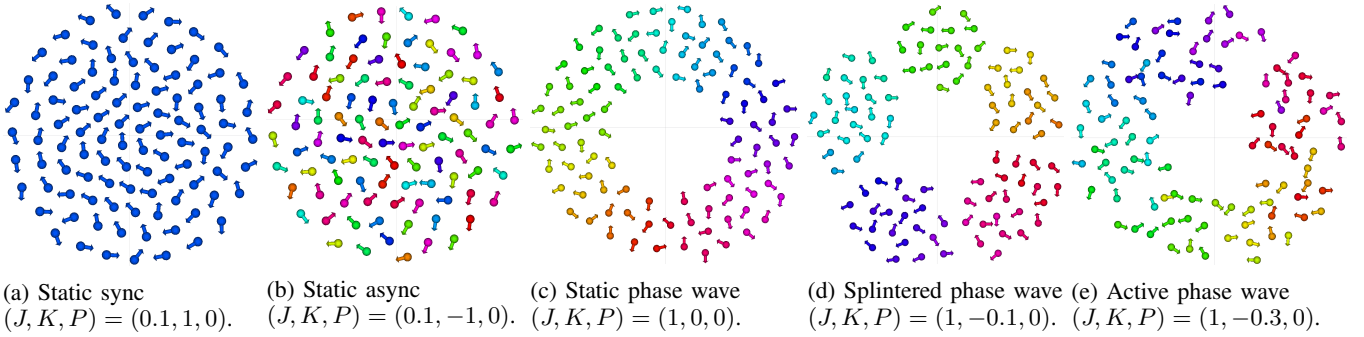 (a) Static sync
(J, K, P) = (0.1, 1, 0).
(b) Static async
(J, K, P) = (0.1, −1, 0).
(c) Static phase wave
(J, K, P) = (1, 0, 0).
(d) Splintered phase wave
(J, K, P) = (1, −0.1, 0).
(e) Active phase wave
(J, K, P) = (1, −0.3, 0).